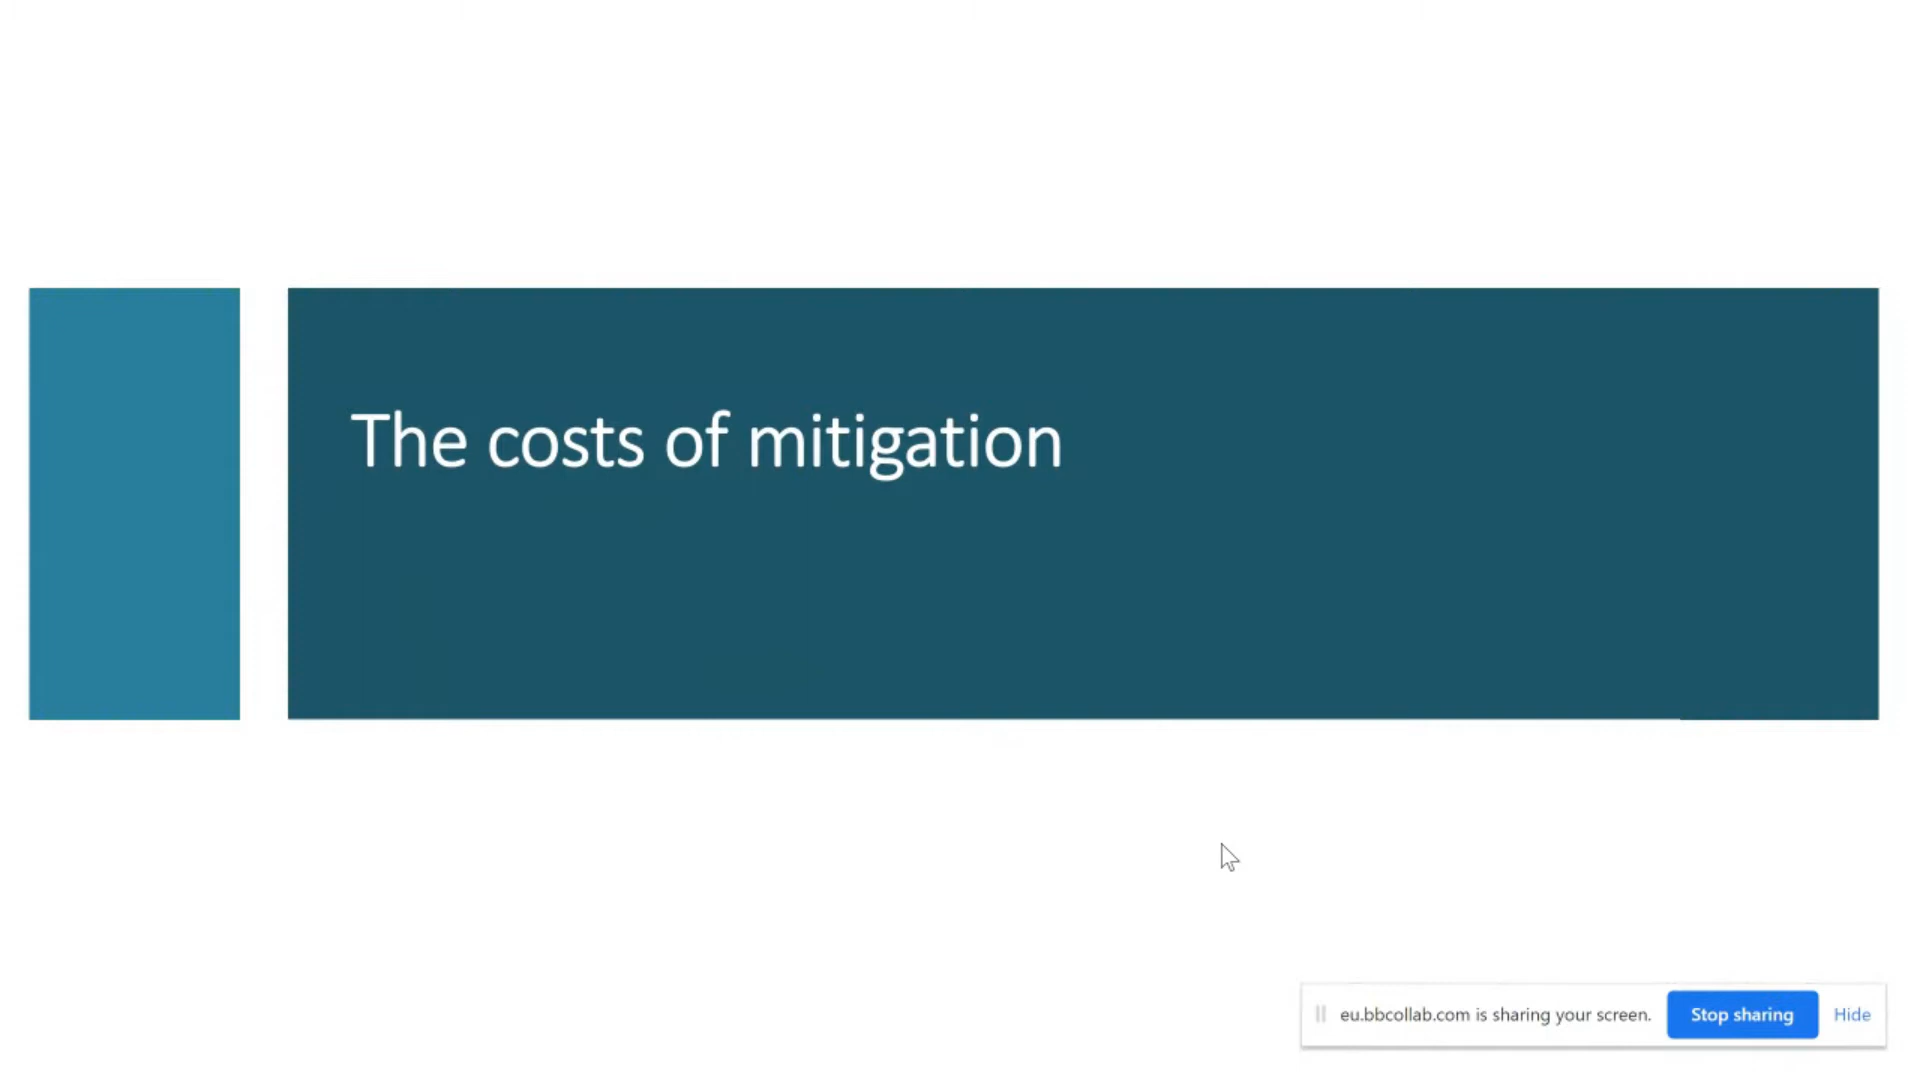 The costs of mitigation
eu.bbcollab.com is sharing your screen. Stop sharing Hide